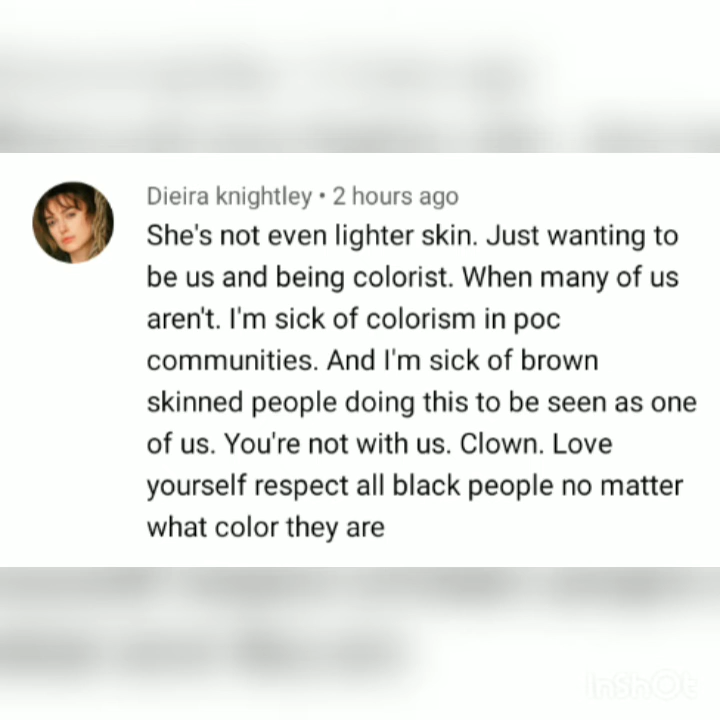 Dieira knightley • 2 hours ago
She's not even lighter skin. Just wanting to
be us and being colorist. When many of us
aren't. I'm sick of colorism in poc
communities. And I'm sick of brown
skinned people doing this to be seen as one
of us. You're not with us. Clown. Love
yourself respect all black people no matter
what color they are
InShOt